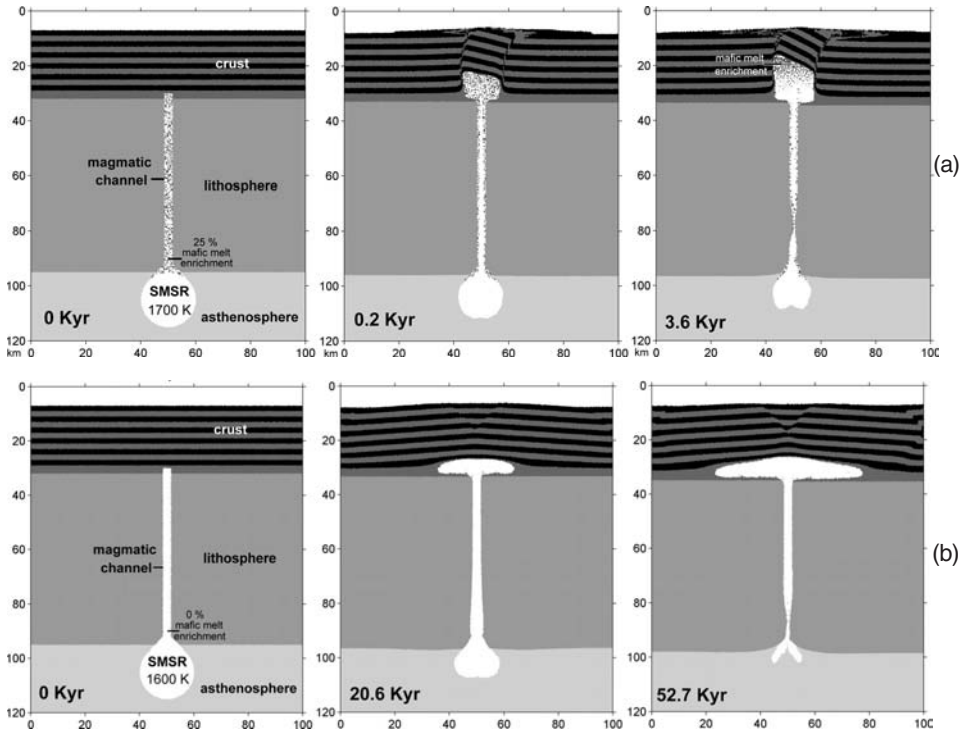 0
20
40
60
80
100
120
km
0 20 40 60 80 100
crust
magmatic
channel
lithosphere
25 %
mafic melt
enrichment
SMSR
1700 K
asthenosphere
0 Kyr
0
20
40
60
80
100
120
km
0 20 40 60 80 100
0.2 Kyr
0
20
40
60
80
100
120
km
0 20 40 60 80 100
mafic melt
enrichment
3.6 Kyr
(a)
0
20
40
60
80
100
120
0 20 40 60 80 100
crust
magmatic
channel
lithosphere
0 %
mafic melt
enrichment
SMSR
1600 K
asthenosphere
0 Kyr
0
20
40
60
80
100
120
0 20 40 60 80 100
20.6 Kyr
0
20
40
60
80
100
120
0 20 40 60 80 100
52.7 Kyr
(b)